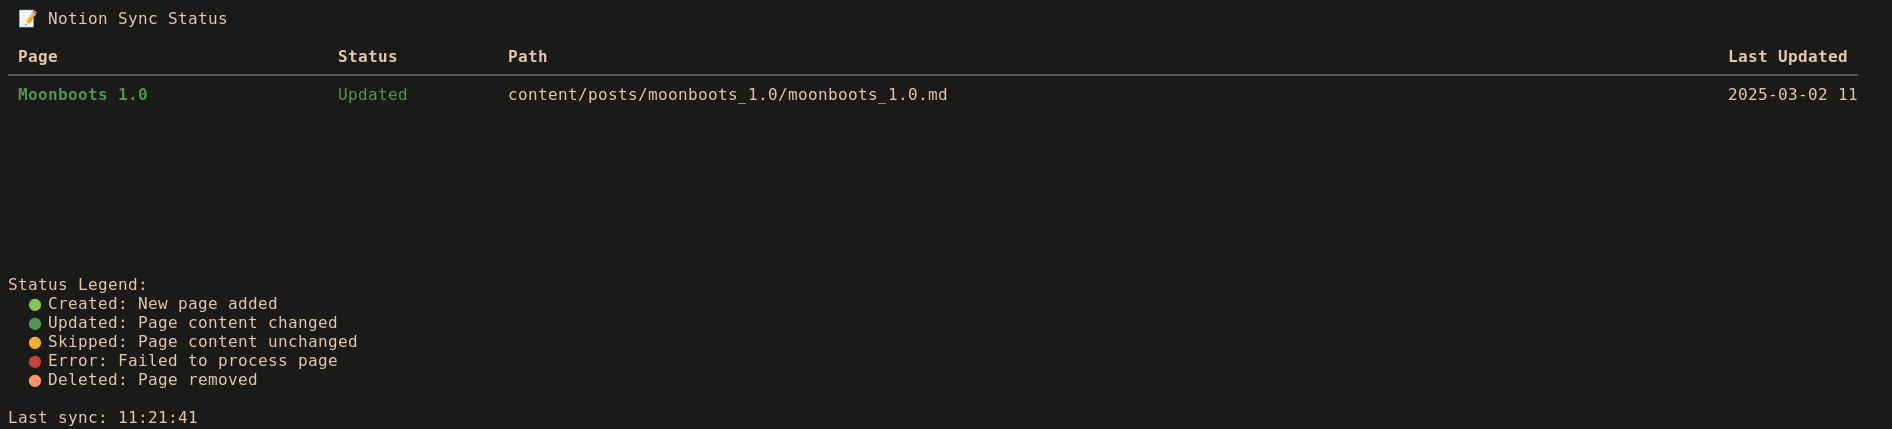 📝 Notion Sync Status
Page Status Path Last Updated
Moonboots 1.0 Updated content/posts/moonboots_1.0/moonboots_1.0.md 2025-03-02 11
Status Legend:
Created: New page added
Updated: Page content changed
Skipped: Page content unchanged
Error: Failed to process page
Deleted: Page removed
Last sync: 11:21:41